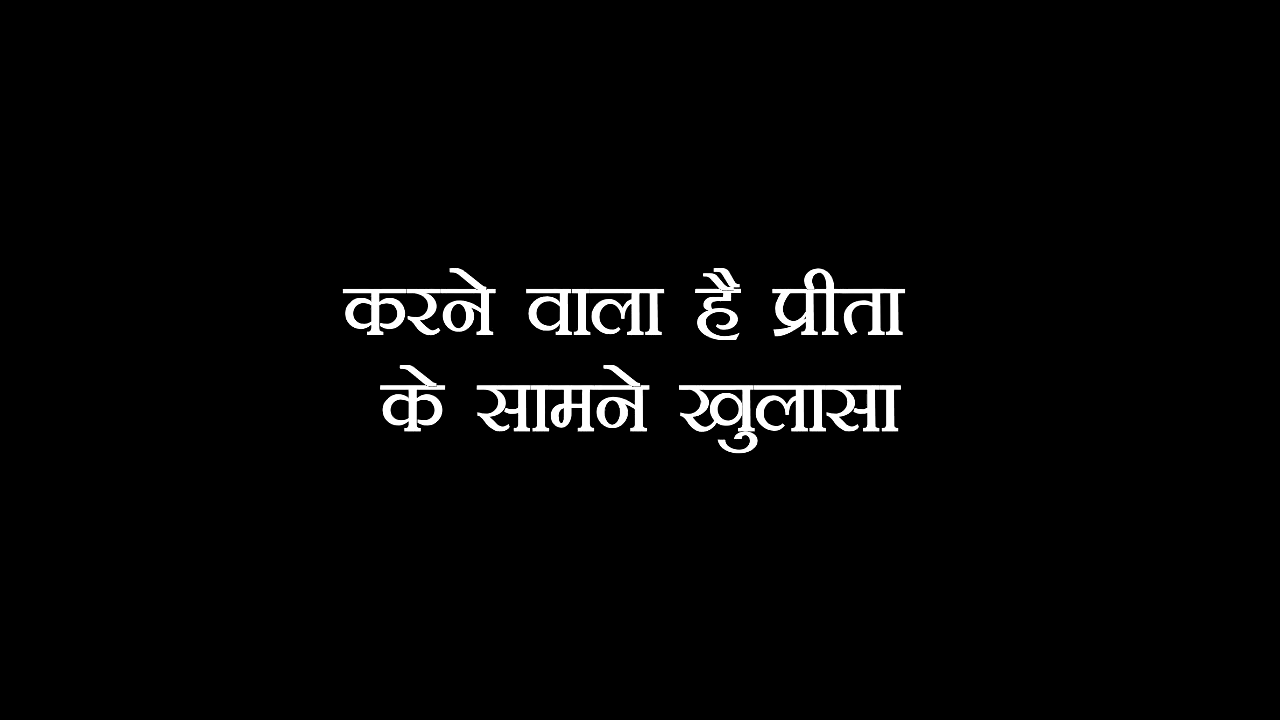 करने वाला है प्रीता
के सामने खुलासा